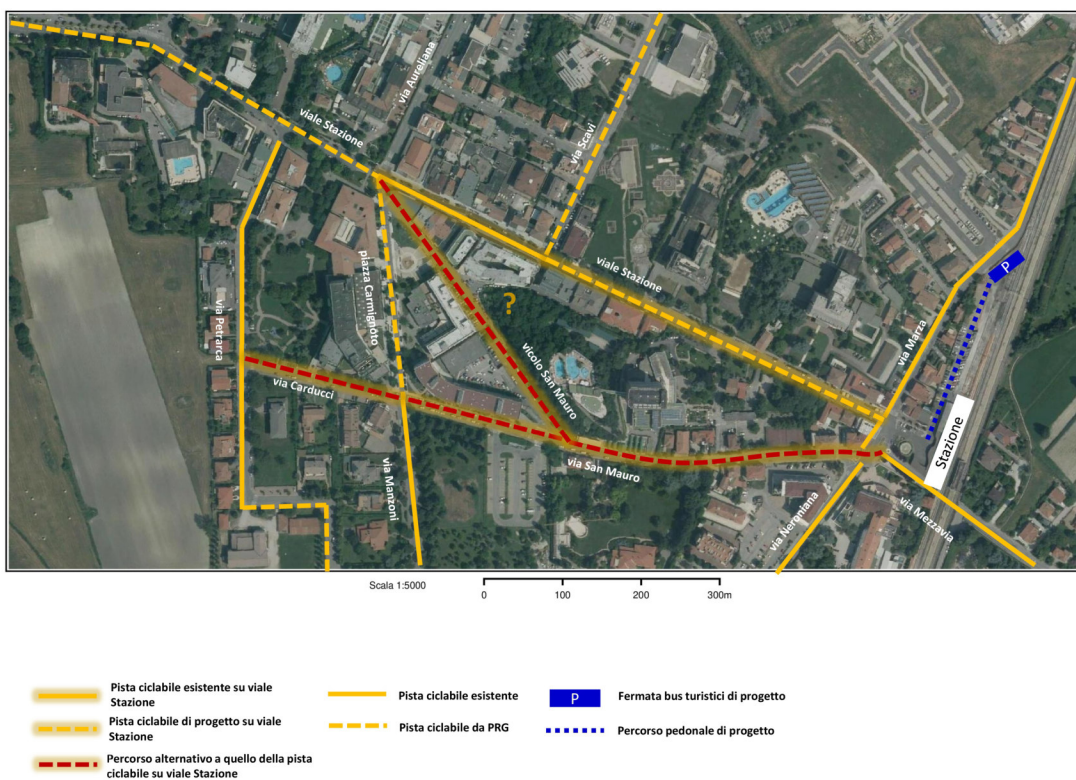 via Aureliana
viale Stazione
via Scavi
P
piazza Carmignòto
viale Stazione
?
via Petrarca
via Marza
vicolo San Mauro
via Carducci
Stazione
via Manzoni
via San Mauro
via Neroniana
via Mezzavia
Scala 1:5000
0 100 200 300m
Pista ciclabile esistente su viale
Stazione
Pista ciclabile esistente
P
Fermata bus turistici di progetto
Pista ciclabile di progetto su viale
Stazione
Pista ciclabile da PRG
Percorso pedonale di progetto
Percorso alternativo a quello della pista
ciclabile su viale Stazione